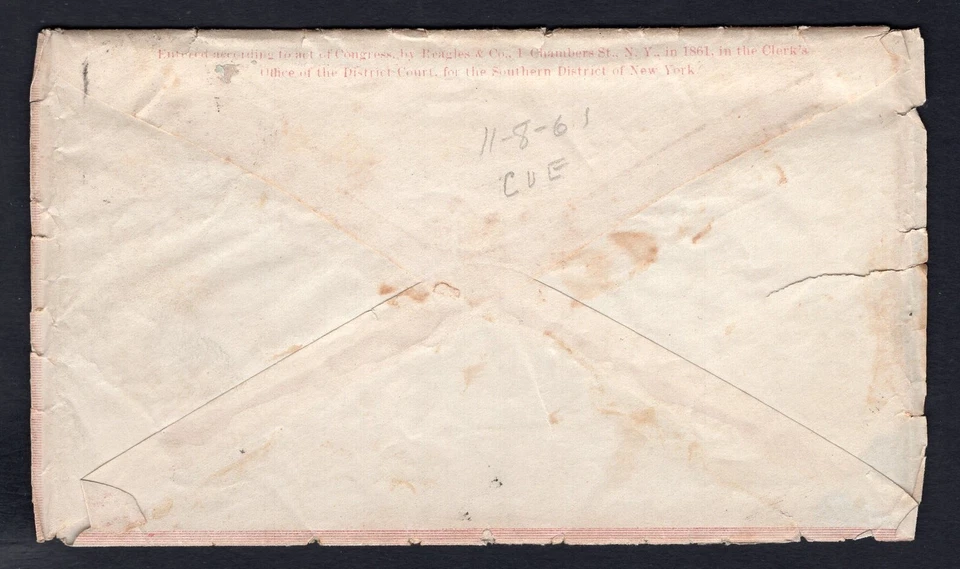 Entered according to act of Congress, by Reagles & Co., 1 Chambers St., N. Y., in 1861, in the Clerk's
Office of the District Court, for the Southern District of New York
11-8-61
CUE